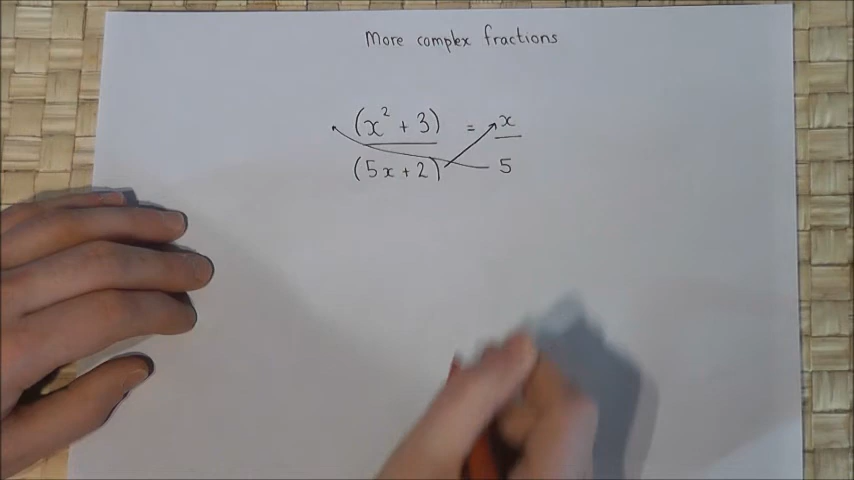 More complex fractions
(x² + 3) = x
(5x + 2) 5